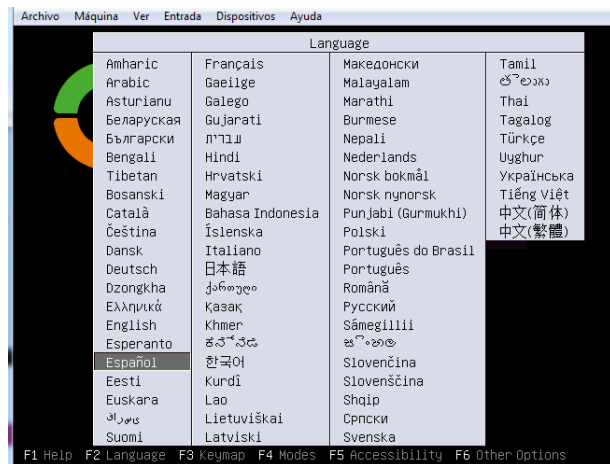 Archivo Máquina Ver Entrada Dispositivos Ayuda
Language
Amharic
Arabic
Asturianu
Беларуская
Български
Bengali
Tibetan
Bosanski
Català
Čeština
Dansk
Deutsch
Dzongkha
Ελληνικά
English
Esperanto
Español
Eesti
Euskara
Suomi
Français
Gaeilge
Galego
Gujarati
עברית
Hindi
Hrvatski
Magyar
Bahasa Indonesia
Íslenska
Italiano
日本語
ქართული
Қазақ
Khmer
한국어
Kurdî
Lao
Lietuviškai
Latviski
Македонски
Malayalam
Marathi
Burmese
Nepali
Nederlands
Norsk bokmål
Norsk nynorsk
Punjabi (Gurmukhi)
Polski
Português do Brasil
Português
Română
Русский
Sámegillii
Slovenčina
Slovenščina
Shqip
Српски
Svenska
Tamil
Thai
Tagalog
Türkçe
Uyghur
Українська
Tiếng Việt
中文(简体)
中文(繁體)
F1 Help F2 Language F3 Keymap F4 Modes F5 Accessibility F6 Other Options